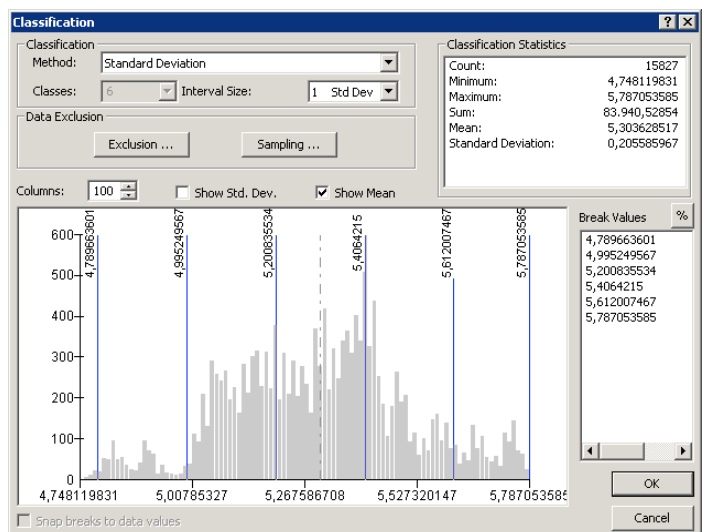 Classification
Classification
Method: Standard Deviation
Classes: 6 Interval Size: 1 Std Dev
Data Exclusion
Exclusion ... Sampling ...
Classification Statistics
Count: 15827
Minimum: 4,748119831
Maximum: 5,787053585
Sum: 83.940,52854
Mean: 5,303628517
Standard Deviation: 0,205585967
Columns: 100 Show Std. Dev. Show Mean
Break Values %
4,789663601
4,995249567
5,200835534
5,4064215
5,612007467
5,787053585
4,789663601 4,995249567 5,200835534 5,4064215 5,612007467 5,787053585
600
500
400
300
200
100
0
4,748119831 5,00785327 5,267586708 5,527320147 5,787053585
OK
Snap breaks to data values
Cancel